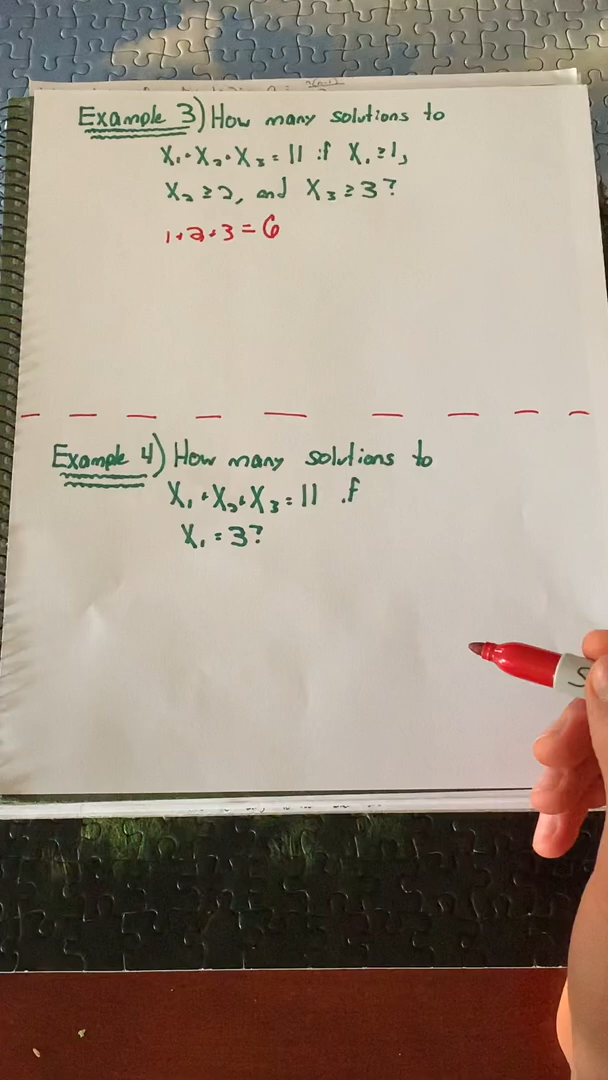 Example 3) How many solutions to
X₁+X₂+X₃ = 11 if X₁ ≥ 1,
X₂ ≥ 2, and X₃ ≥ 3?
1+2+3 = 6
Example 4) How many solutions to
X₁+X₂+X₃ = 11 if
X₁ = 3?
S